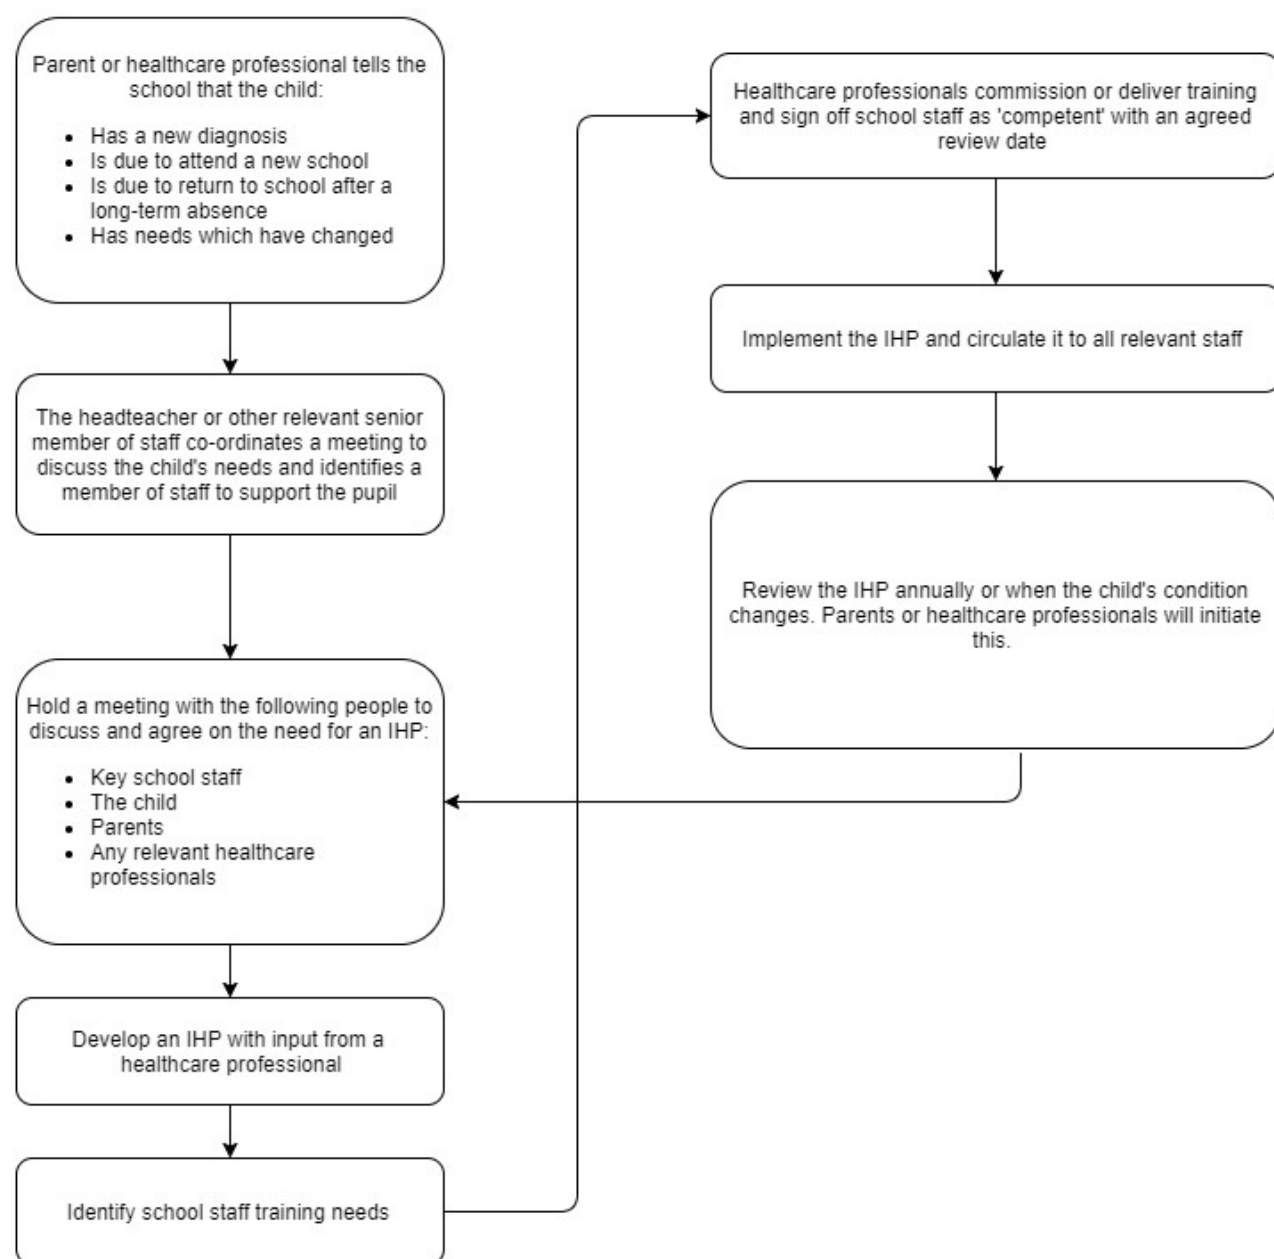 Parent or healthcare professional tells the
school that the child:
• Has a new diagnosis
• Is due to attend a new school
• Is due to return to school after a
long-term absence
• Has needs which have changed
The headteacher or other relevant senior
member of staff co-ordinates a meeting to
discuss the child's needs and identifies a
member of staff to support the pupil
Hold a meeting with the following people to
discuss and agree on the need for an IHP:
• Key school staff
• The child
• Parents
• Any relevant healthcare
professionals
Develop an IHP with input from a
healthcare professional
Identify school staff training needs
Healthcare professionals commission or deliver training
and sign off school staff as 'competent' with an agreed
review date
Implement the IHP and circulate it to all relevant staff
Review the IHP annually or when the child's condition
changes. Parents or healthcare professionals will initiate
this.